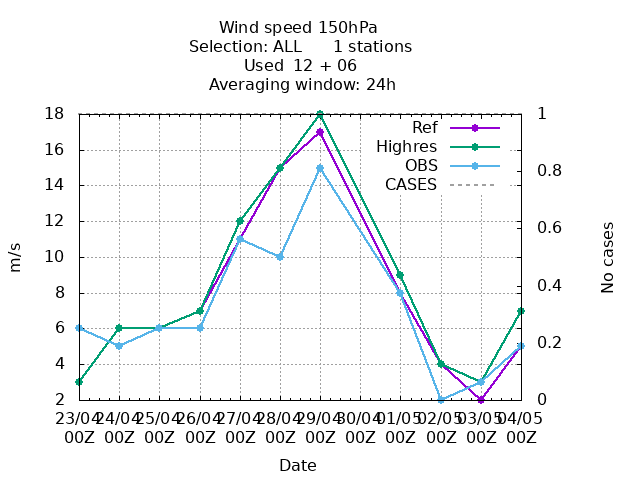 Wind speed 150hPa
Selection: ALL 1 stations
Used 12 + 06
Averaging window: 24h
18 1
Ref
16
Highres
OBS
14 0.8
CASES
12 0.6
10
m/s
No cases
8 0.4
6
4 0.2
2 0
23/04 24/04 25/04 26/04 27/04 28/04 29/04 30/04 01/05 02/05 03/05 04/05
00Z 00Z 00Z 00Z 00Z 00Z 00Z 00Z 00Z 00Z 00Z 00Z
Date